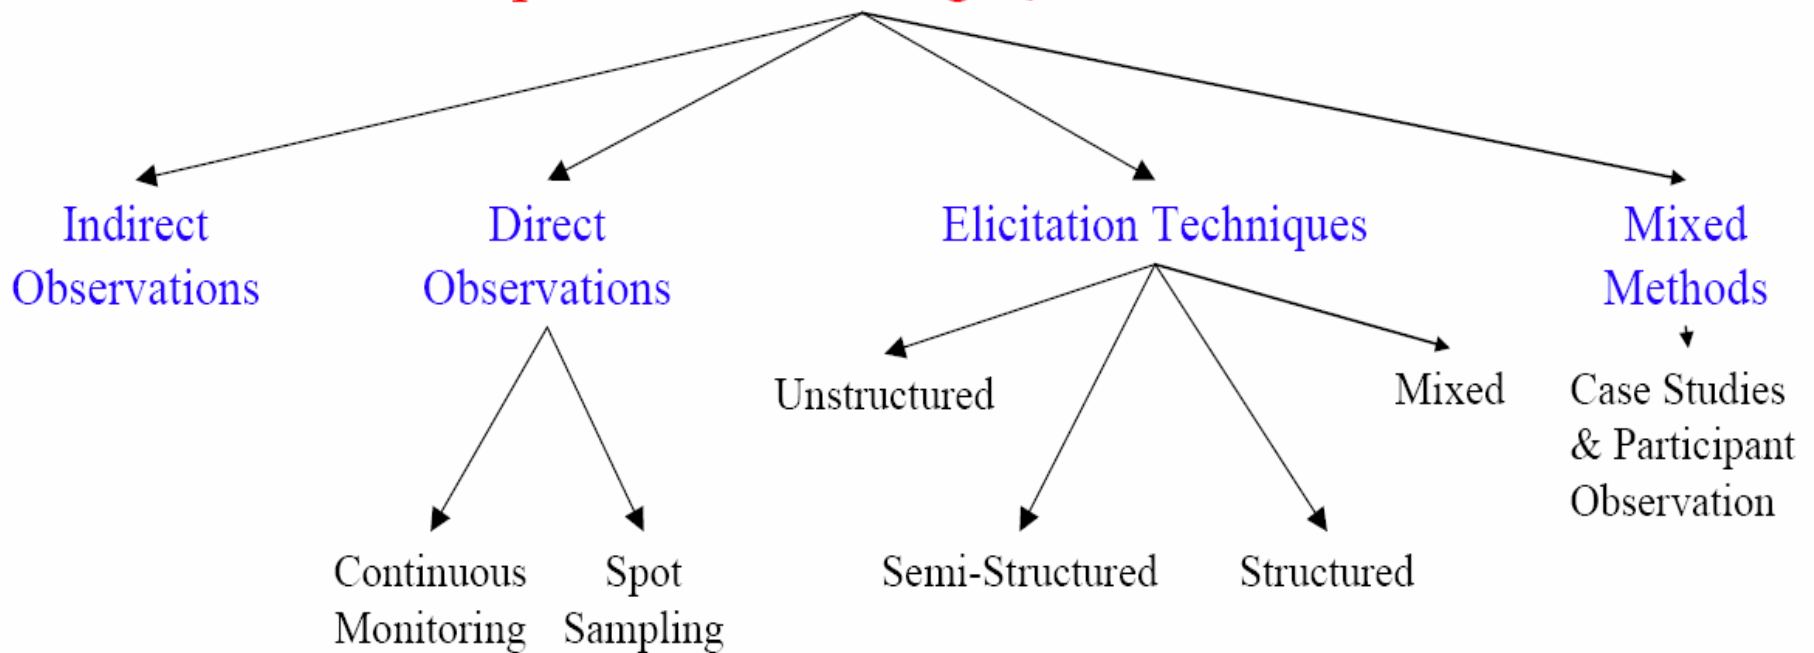 Indirect
Observations
Direct
Observations
Elicitation Techniques
Mixed
Methods
Unstructured
Mixed
Case Studies
& Participant
Observation
Continuous
Monitoring
Spot
Sampling
Semi-Structured
Structured